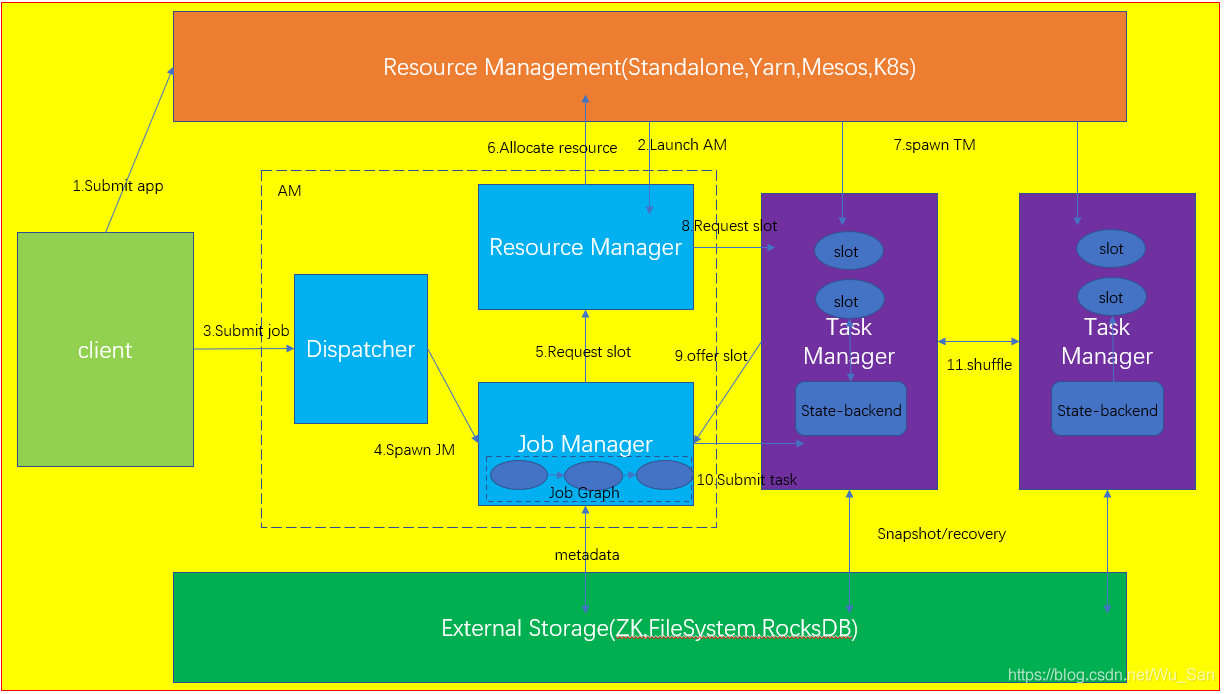 Resource Management(Standalone,Yarn,Mesos,K8s)
6.Allocate resource
2.Launch AM
7.spawn TM
1.Submit app
AM
8.Request slot
Resource Manager
slot
slot
slot
slot
client
3.Submit job
Dispatcher
5.Request slot
9.offer slot
Task
Manager
Task
Manager
11.shuffle
State-backend
State-backend
4.Spawn JM
Job Manager
10.Submit task
Job Graph
metadata
Snapshot/recovery
External Storage(ZK,FileSystem,RocksDB)
https://blog.csdn.net/Wu_San